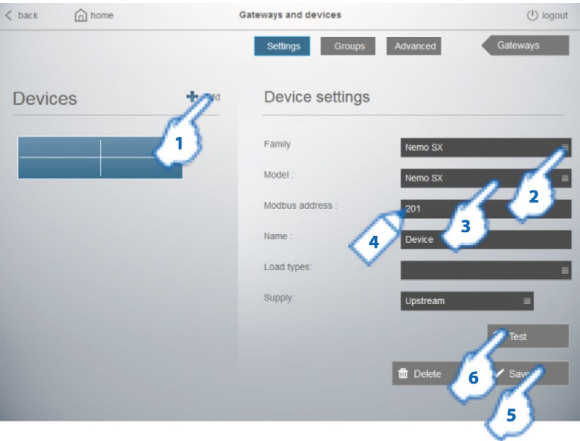 back
home
Gateways and devices
logout
Settings
Groups
Advanced
Gateways
Devices
Device settings
1
Family
Nemo SX
2
Model :
Nemo SX
3
Modbus address :
201
4
Name :
Device
Load types:
Supply:
Upstream
Test
6
Delete
Save
5